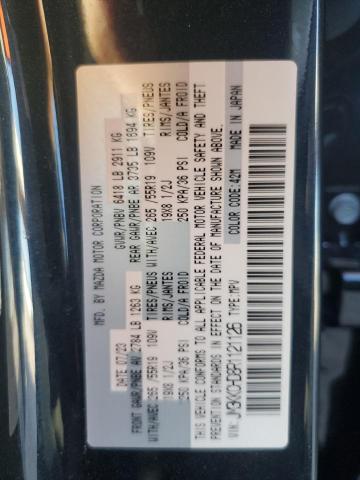 MFD. BY MAZDA MOTOR CORPORATION
07/23 GVWR/PNBV 6418 LB 2911 KG
FRONT GAWR/PNBE AV 2784 LB 1263 KG REAR GAWR/PNBE AR 3735 LB 1694 KG
TIRES/PNEUS TIRES/PNEUS
WITH/AVEC 265 /55R19 109V WITH/AVEC 265 /55R19 109V
RIMS/JANTES RIMS/JANTES
19X8 1/2J 19X8 1/2J
COLD/A FROID COLD/A FROID
250 KPA/36 PSI 250 KPA/36 PSI
THIS VEHICLE CONFORMS TO ALL APPLICABLE FEDERAL MOTOR VEHICLE SAFETY AND THEFT
PREVENTION STANDARDS IN EFFECT ON THE DATE OF MANUFACTURE SHOWN ABOVE.
MADE IN JAPAN
COLOR CODE:42M
TYPE:MPV
VIN: